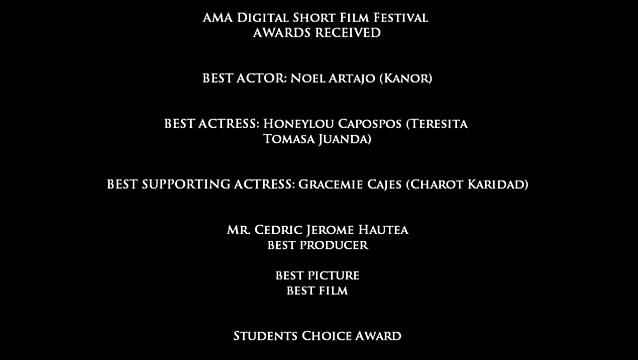 AMA Digital Short Film Festival
AWARDS RECEIVED
BEST ACTOR: Noel Artajo (Kanor)
BEST ACTRESS: Honeylou Capospos (Teresita
Tomasa Juanda)
BEST SUPPORTING ACTRESS: Gracemie Cajes (Charot Karidad)
Mr. Cedric Jerome Hautea
BEST PRODUCER
BEST PICTURE
BEST FILM
Students Choice Award